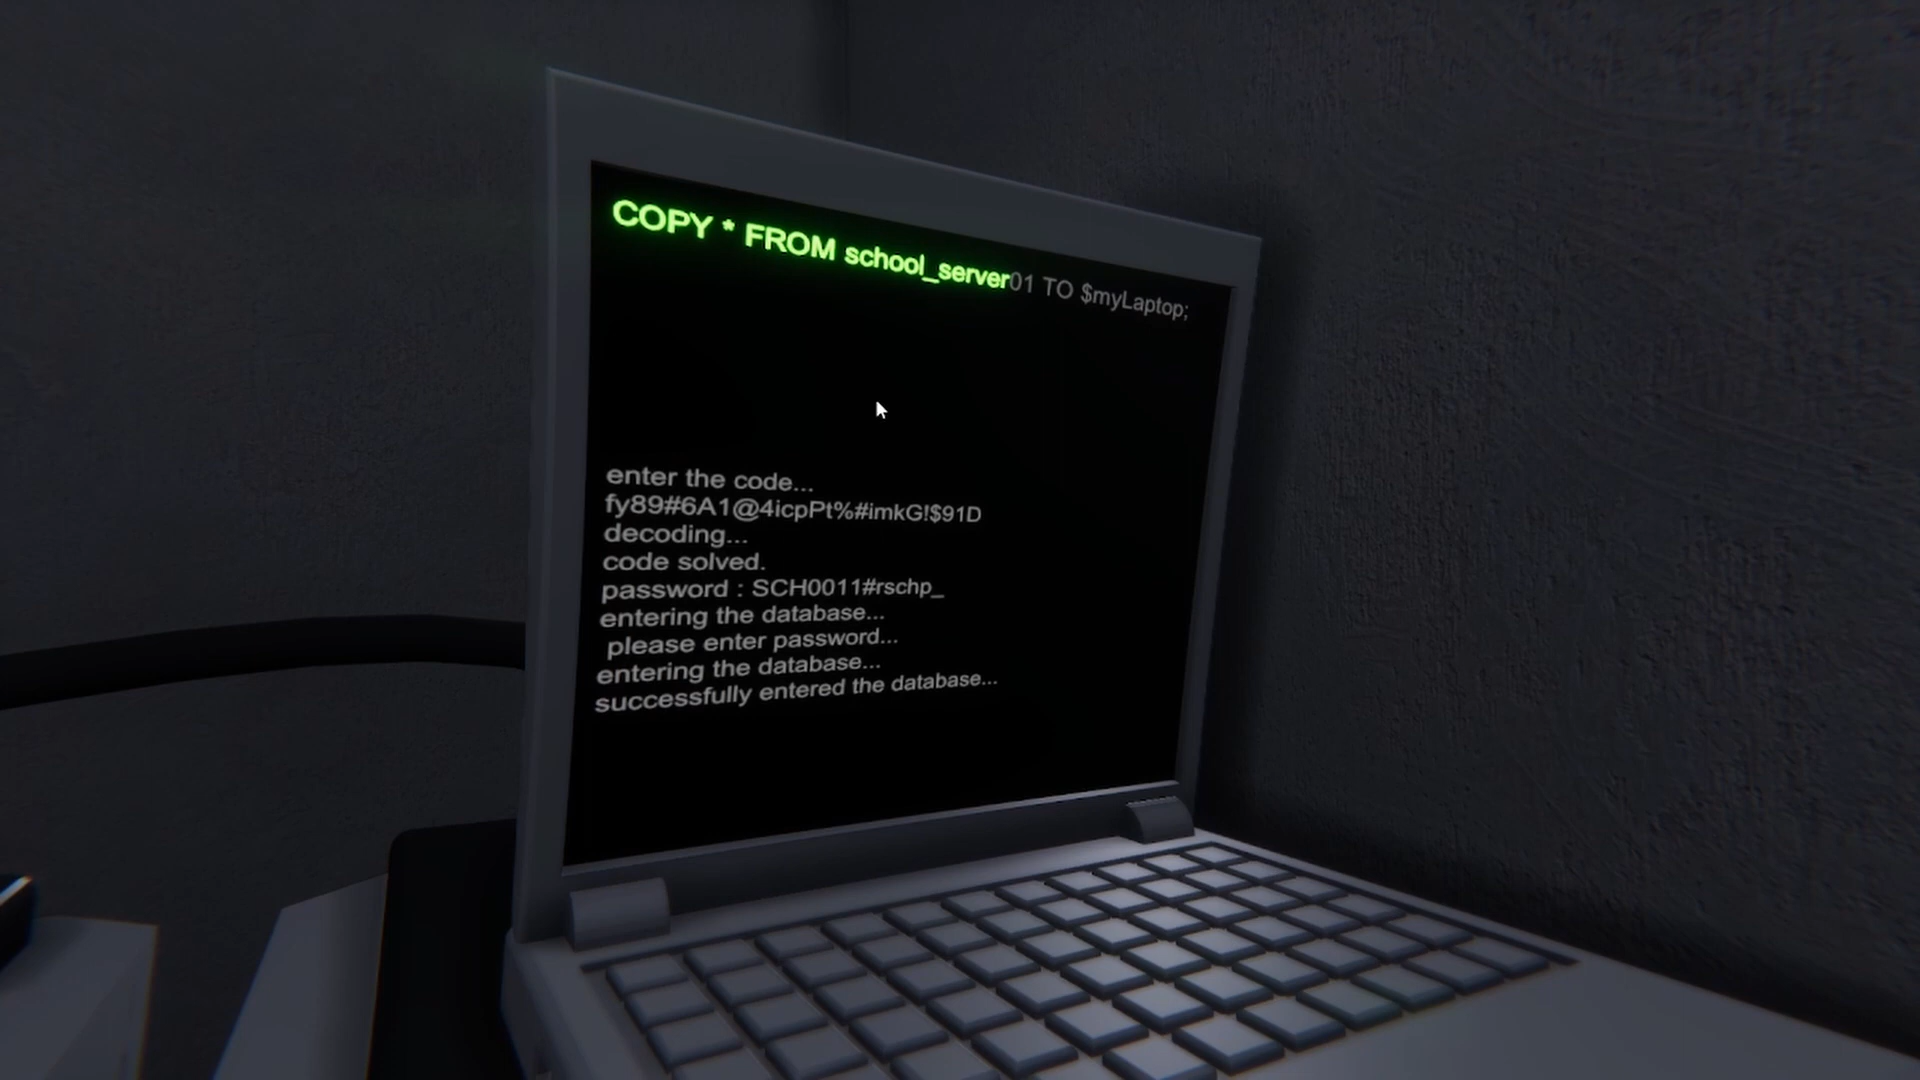 COPY * FROM school_server01 TO $myLaptop;
enter the code...
fy89#6A1@4icpPt%#imkG!$91D
decoding...
code solved.
password : SCH0011#rschp_
entering the database...
please enter password...
entering the database...
successfully entered the database...